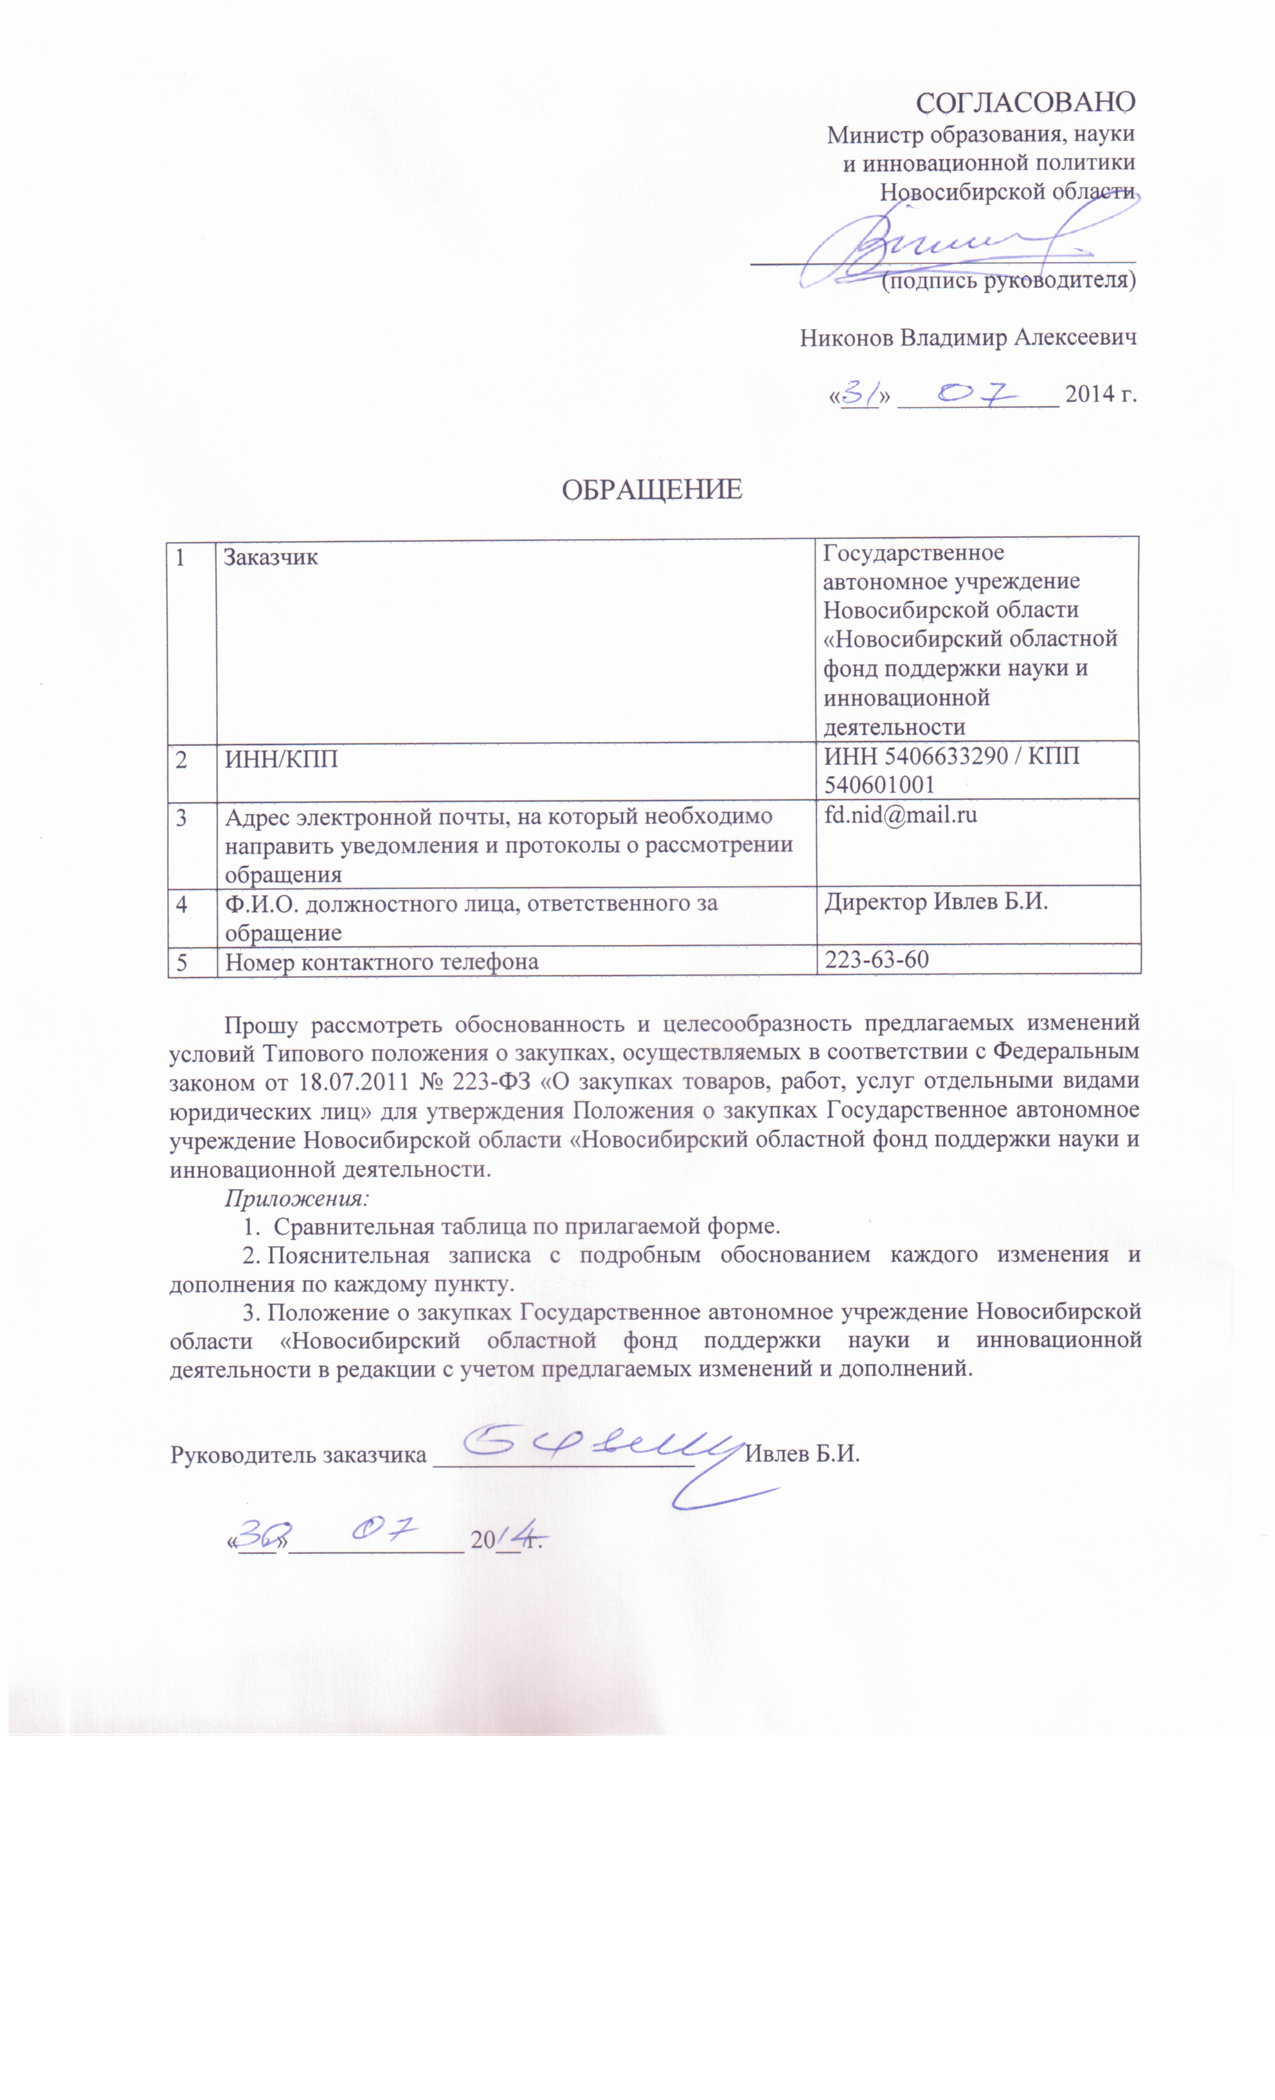 СОГЛАСОВАНО
Министр образования, науки
и инновационной политики
Новосибирской области
(подпись руководителя)
Никонов Владимир Алексеевич
«31» 07 2014 г.
ОБРАЩЕНИЕ
1 Заказчик Государственное
автономное учреждение
Новосибирской области
«Новосибирский областной
фонд поддержки науки и
инновационной
деятельности
2 ИНН/КПП ИНН 5406633290 / КПП
540601001
3 Адрес электронной почты, на который необходимо fd.nid@mail.ru
направить уведомления и протоколы о рассмотрении
обращения
4 Ф.И.О. должностного лица, ответственного за Директор Ивлев Б.И.
обращение
5 Номер контактного телефона 223-63-60
Прошу рассмотреть обоснованность и целесообразность предлагаемых изменений
условий Типового положения о закупках, осуществляемых в соответствии с Федеральным
законом от 18.07.2011 № 223-ФЗ «О закупках товаров, работ, услуг отдельными видами
юридических лиц» для утверждения Положения о закупках Государственное автономное
учреждение Новосибирской области «Новосибирский областной фонд поддержки науки и
инновационной деятельности.
Приложения:
1. Сравнительная таблица по прилагаемой форме.
2. Пояснительная записка с подробным обоснованием каждого изменения и
дополнения по каждому пункту.
3. Положение о закупках Государственное автономное учреждение Новосибирской
области «Новосибирский областной фонд поддержки науки и инновационной
деятельности в редакции с учетом предлагаемых изменений и дополнений.
Руководитель заказчика Ивлев Б.И.
«30» 07 2014 г.